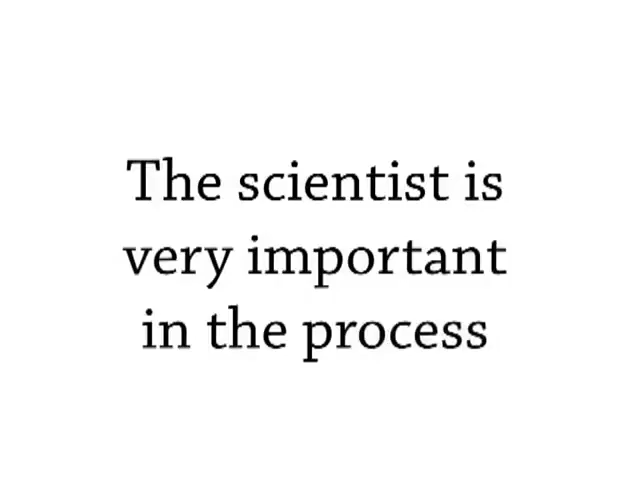 The scientist is
very important
in the process